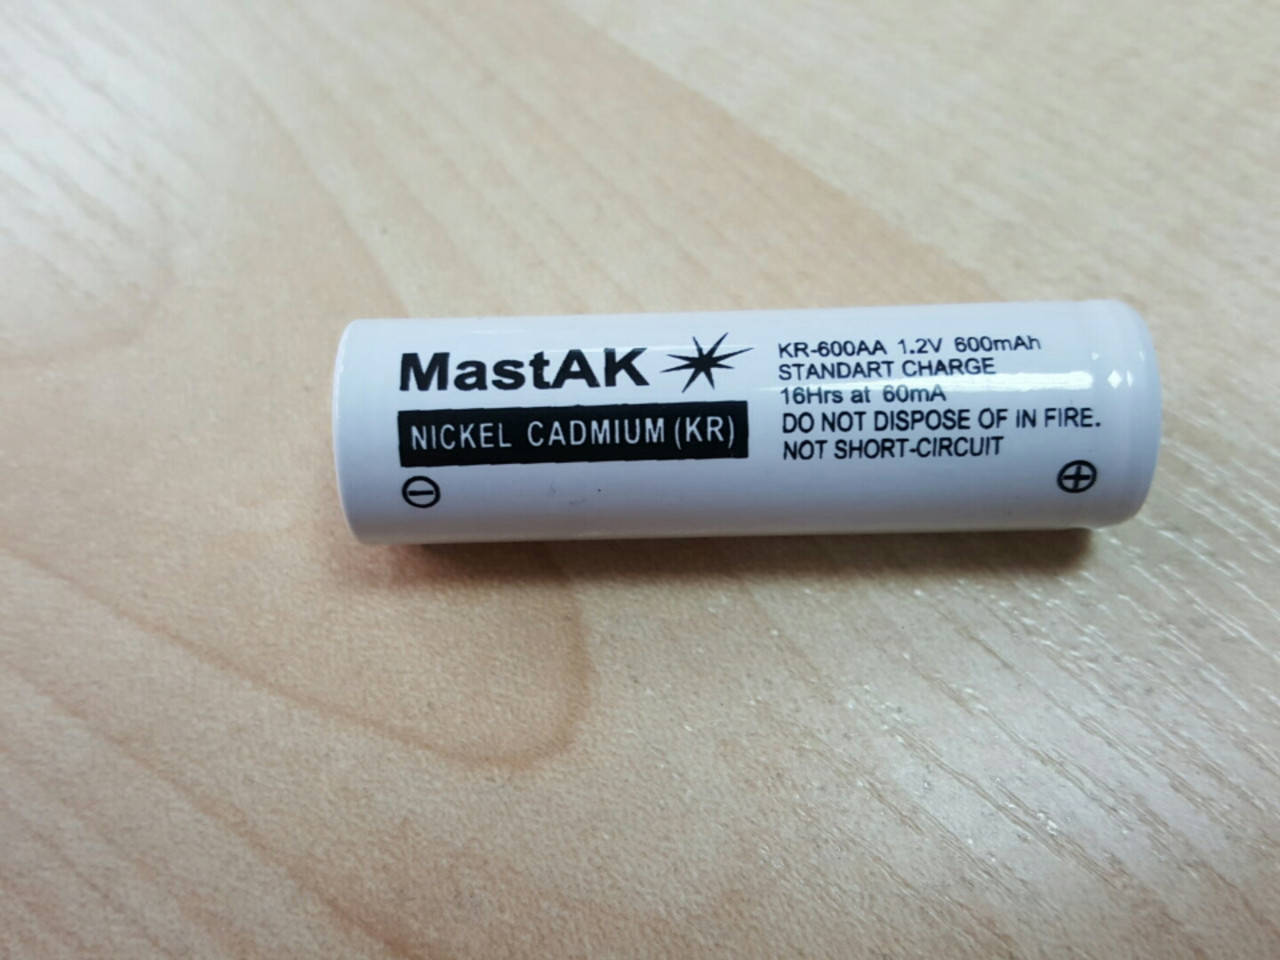 MastAK
NICKEL CADMIUM (KR)
KR-600AA 1.2V 600mAh
STANDART CHARGE
16Hrs at 60mA
DO NOT DISPOSE OF IN FIRE.
NOT SHORT-CIRCUIT